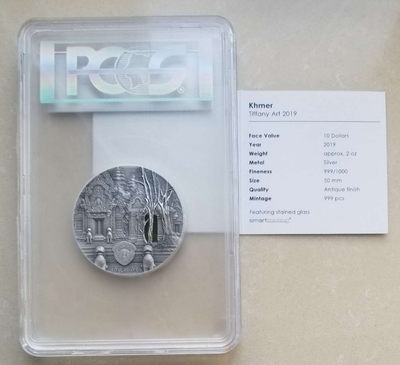 PCGS
Khmer
Tiffany Art 2019
Face Value 10 Dollars
Year 2019
Weight approx. 2 oz
Metal Silver
Fineness 999/1000
Size 50 mm
Quality Antique finish
Mintage 999 pcs
Featuring stained glass
smartminting